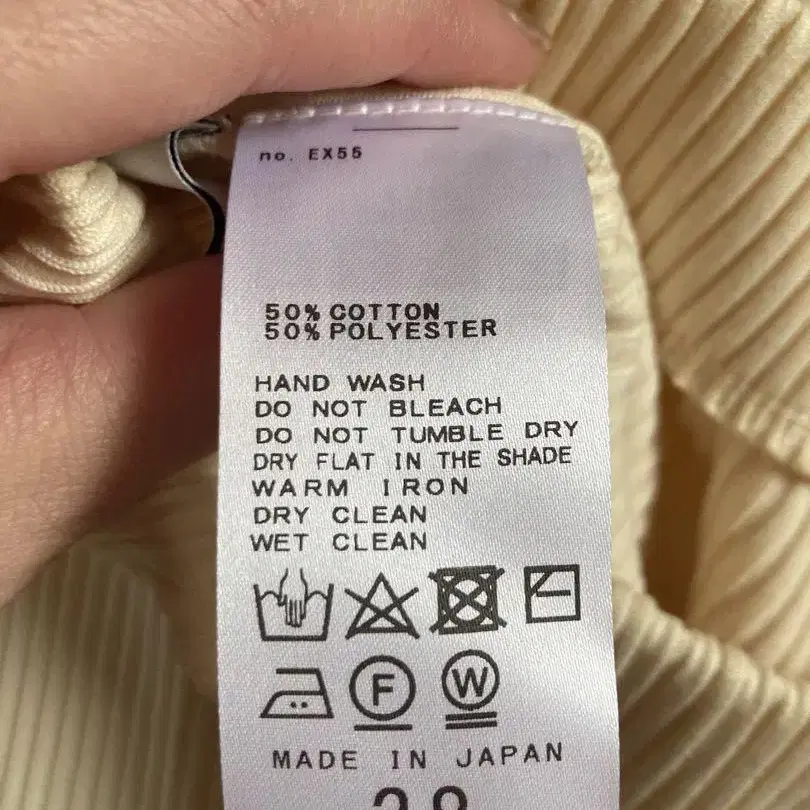 no. EX55
50% COTTON
50% POLYESTER
HAND WASH
DO NOT BLEACH
DO NOT TUMBLE DRY
DRY FLAT IN THE SHADE
WARM IRON
DRY CLEAN
WET CLEAN
F W
MADE IN JAPAN